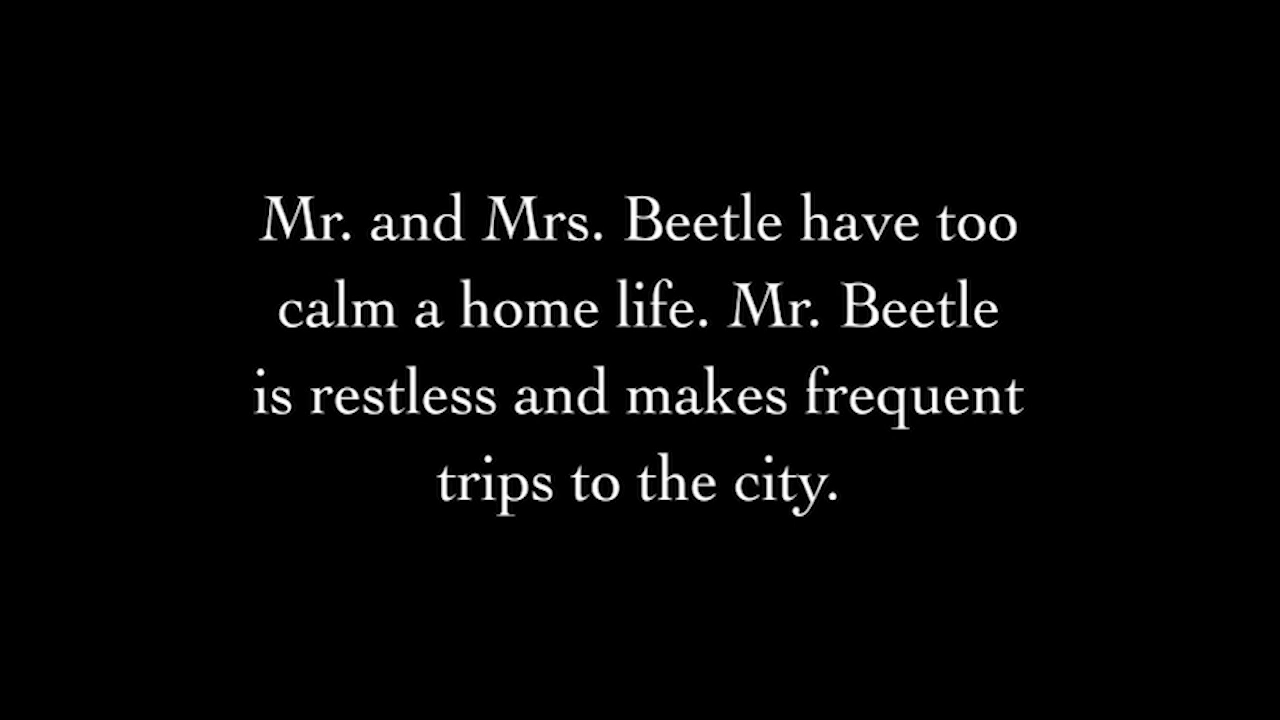 Mr. and Mrs. Beetle have too
calm a home life. Mr. Beetle
is restless and makes frequent
trips to the city.